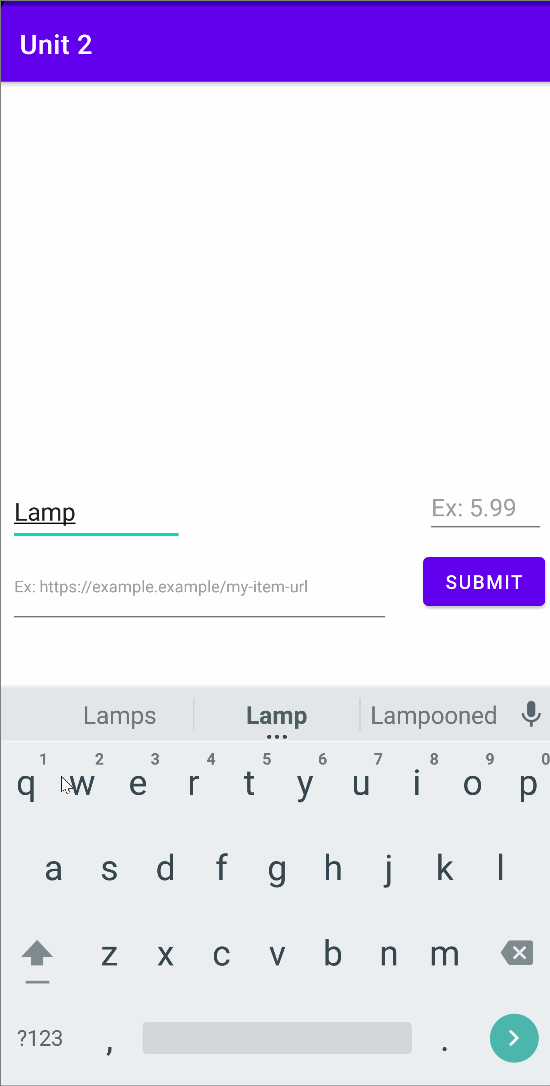 Unit 2
Lamp
Ex: 5.99
Ex: https://example.example/my-item-url
SUBMIT
Lamps Lamp Lampooned
1 2 3 4 5 6 7 8 9 0
q w e r t y u i o p
a s d f g h j k l
z x c v b n m
?123 , .